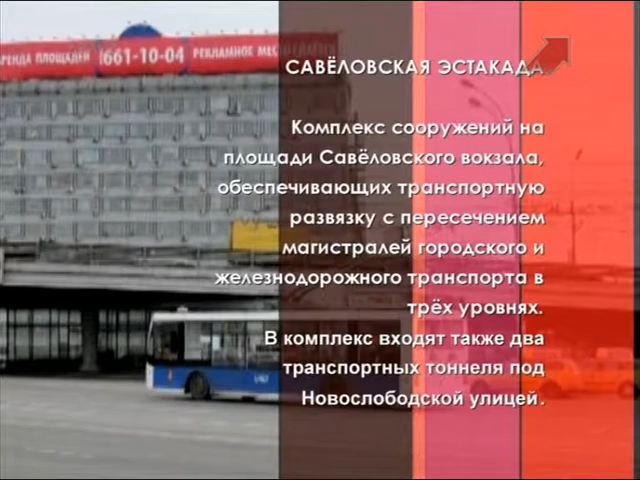 АРЕНДА ПЛОЩАДЕЙ 661-10-04 РЕКЛАМНОЕ
САВЁЛОВСКАЯ ЭСТАКАДА
Комплекс сооружений на
площади Савёловского вокзала,
обеспечивающих транспортную
развязку с пересечением
магистралей городского и
железнодорожного транспорта в
трёх уровнях.
В комплекс входят также два
транспортных тоннеля под
Новослободской улицей.